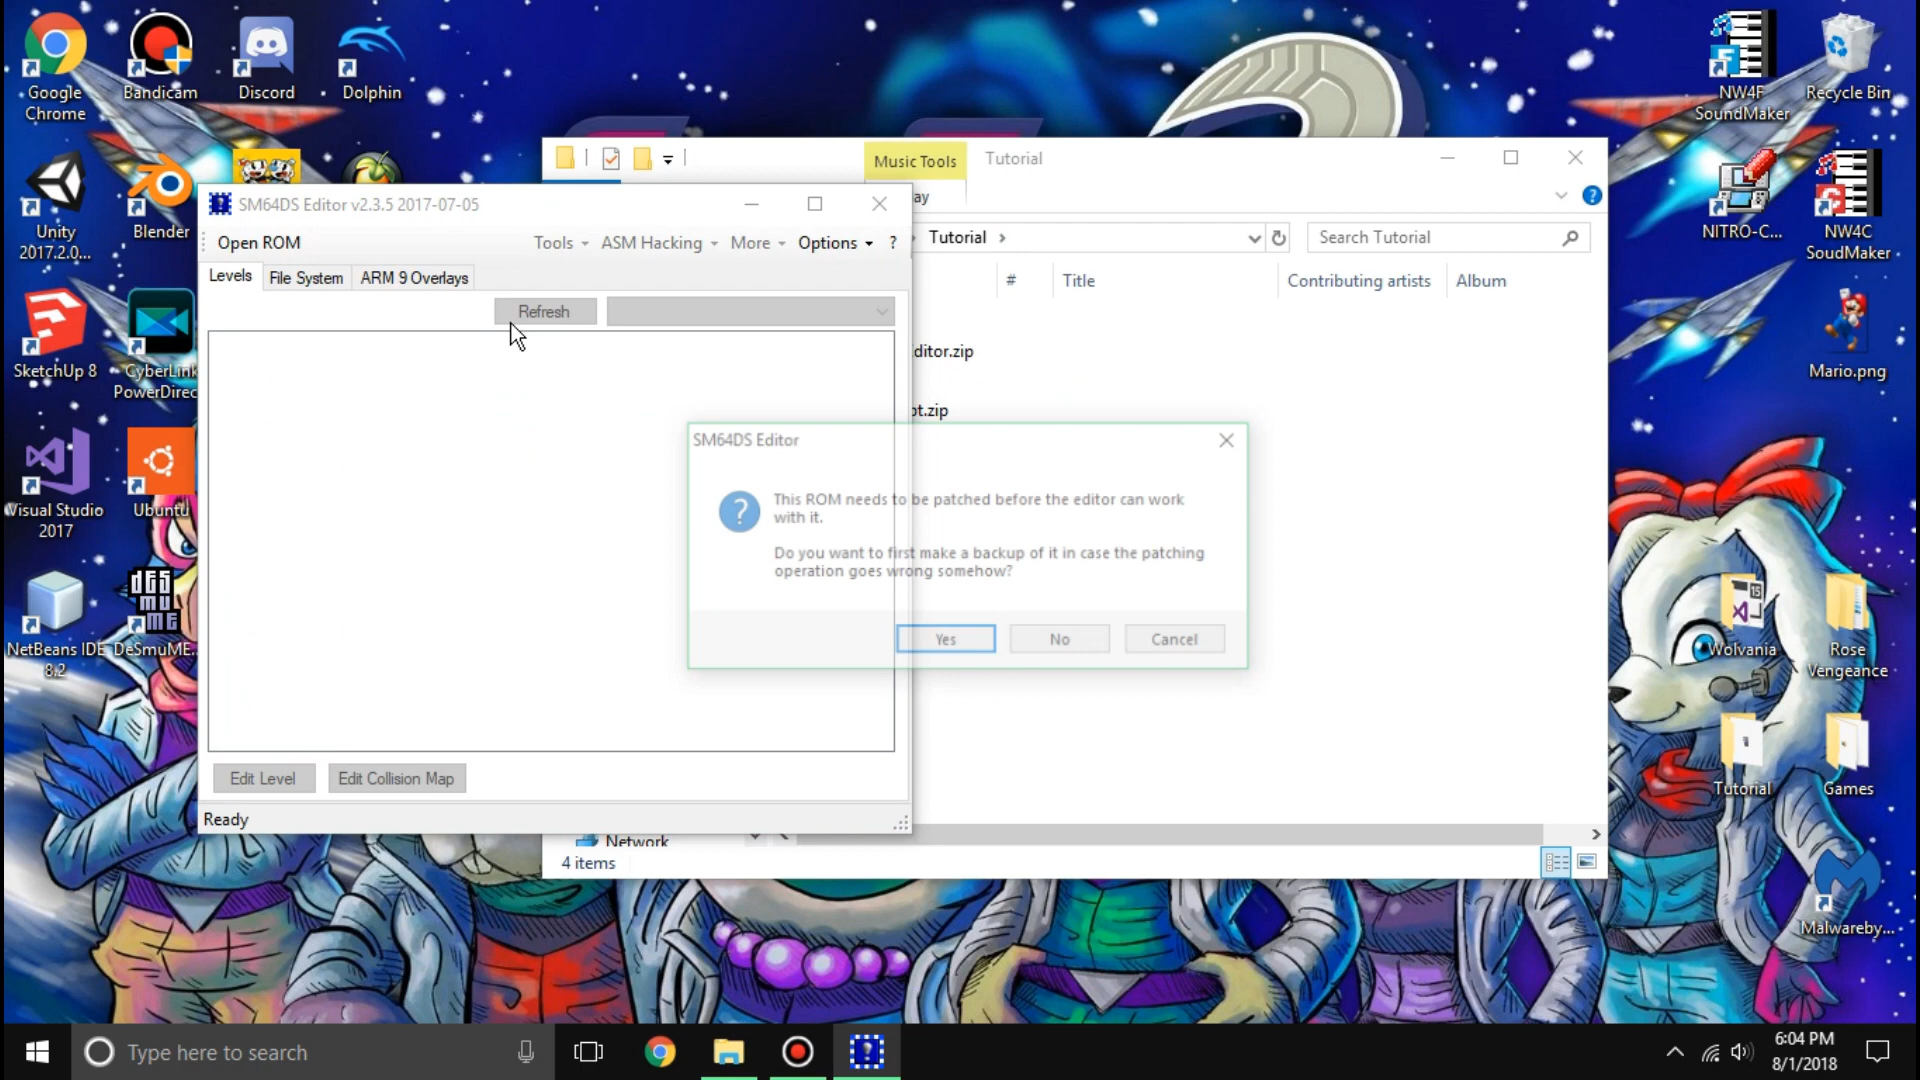 Google
Chrome
Bandicam
Discord
Dolphin
NW4F
SoundMaker
Recycle Bin
Unity
2017.2.0...
Blender
NITRO-C...
NW4C
SoudMaker
SketchUp 8
CyberLink
PowerDirec
Mario.png
Visual Studio
2017
Ubuntu
NetBeans IDE
8.2
DeSmuME...
DeSMUME
Wolvania
Rose
Vengeance
Tutorial
Games
Malwareby...
Music Tools
Tutorial
ay
Tutorial
Search Tutorial
#
Title
Contributing artists
Album
ditor.zip
pt.zip
Network
4 items
SM64DS Editor v2.3.5 2017-07-05
Open ROM
Tools
ASM Hacking
More
Options
?
Levels
File System
ARM 9 Overlays
Refresh
Edit Level
Edit Collision Map
Ready
SM64DS Editor
This ROM needs to be patched before the editor can work
with it.
Do you want to first make a backup of it in case the patching
operation goes wrong somehow?
Yes
No
Cancel
Type here to search
6:04 PM
8/1/2018